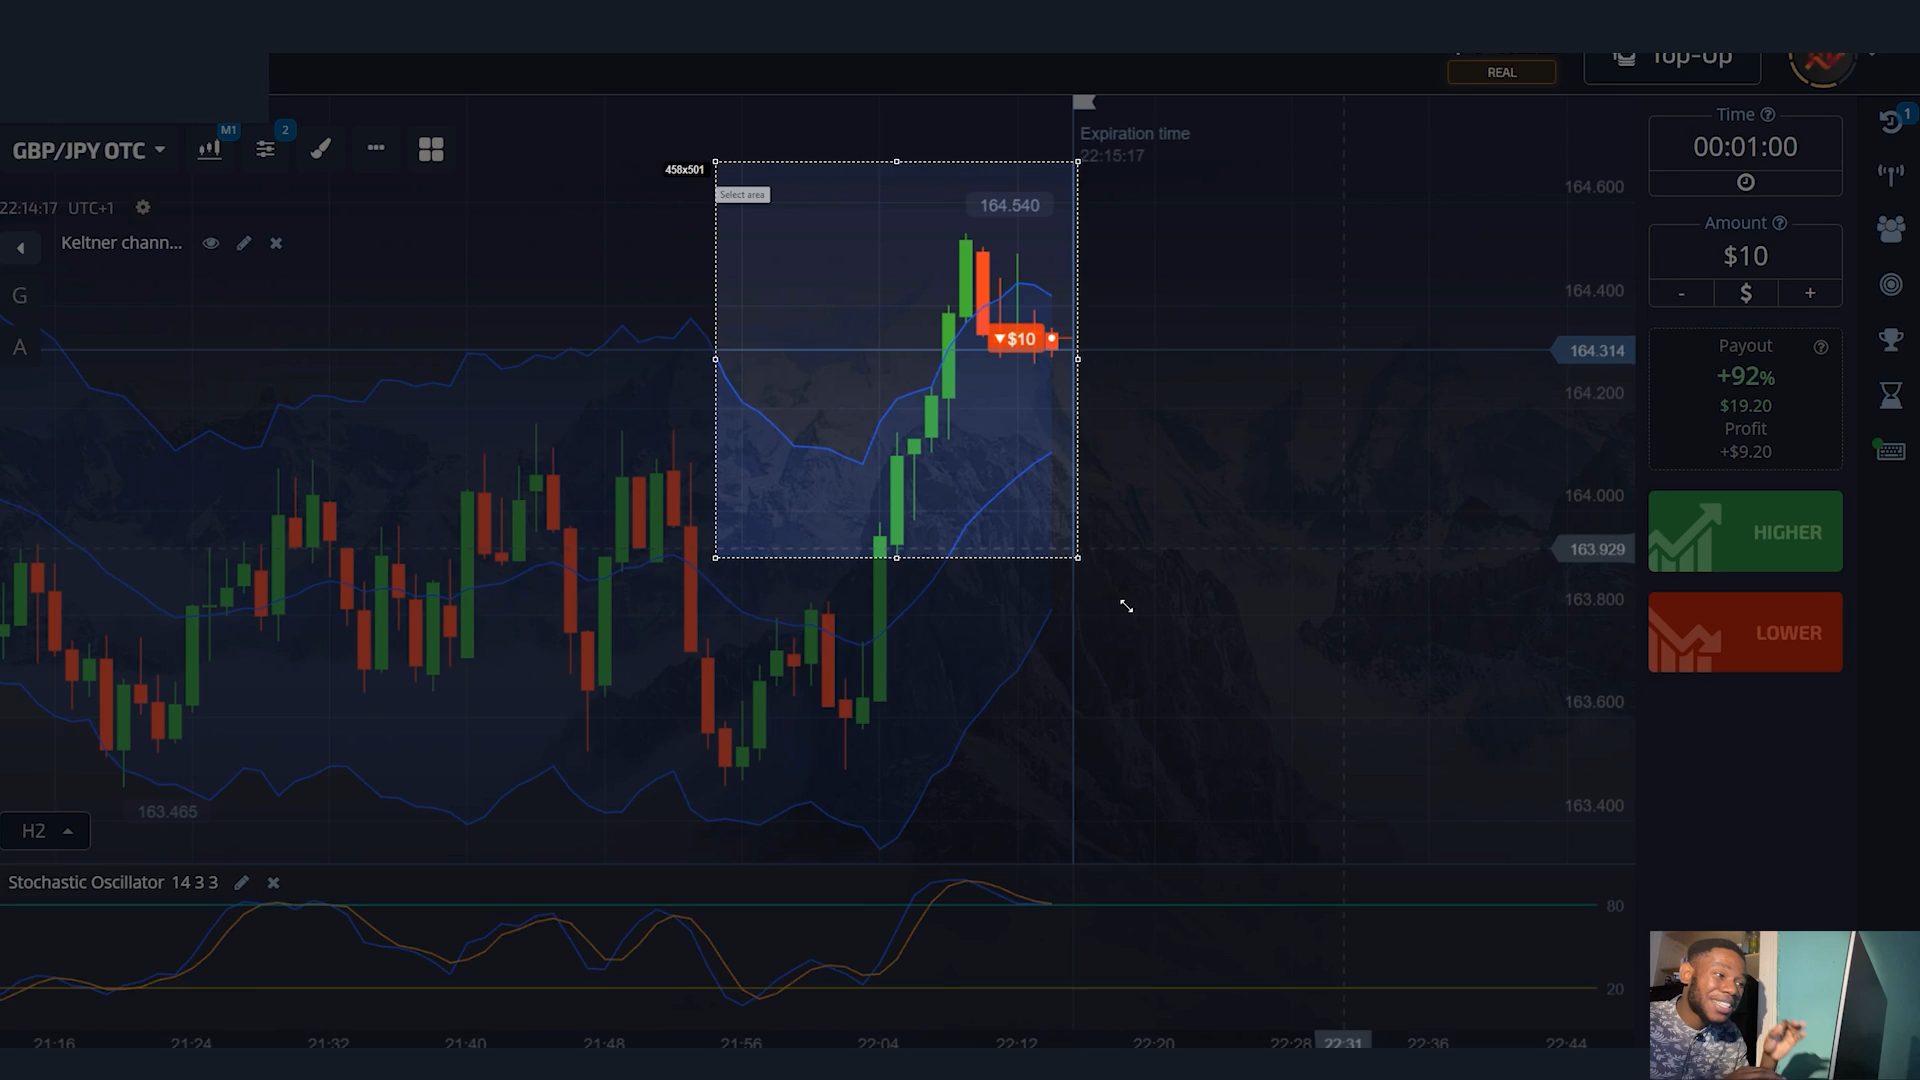 REAL
Top-Up
Expiration time
22:15:17
Time
00:01:00
1
GBP/JPY OTC
M1
2
458x501
Select area
164.540
164.600
22:14:17 UTC+1
Keltner chann...
Amount
$10
- $ +
G
A
164.400
$10
164.314
Payout
+92%
$19.20
Profit
+$9.20
164.200
164.000
HIGHER
163.929
163.800
LOWER
163.600
163.465
163.400
H2
Stochastic Oscillator 14 3 3
80
20
21:16 21:24 21:32 21:40 21:48 21:56 22:04 22:12 22:20 22:28 22:31 22:36 22:44